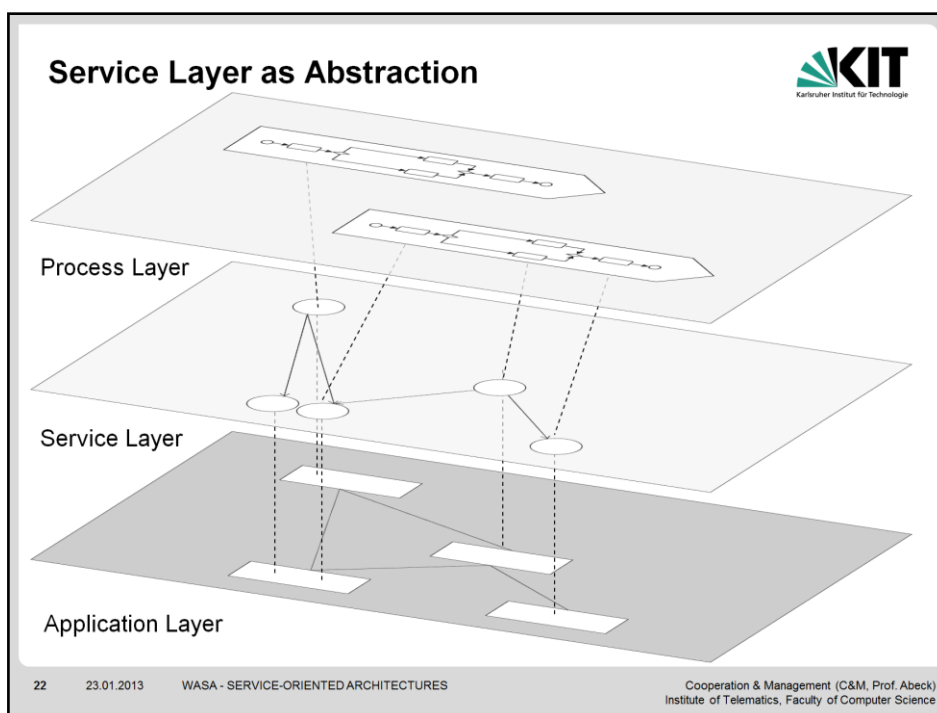 Service Layer as Abstraction
KIT
Karlsruher Institut für Technologie
Process Layer
Service Layer
Application Layer
22 23.01.2013 WASA - SERVICE-ORIENTED ARCHITECTURES
Cooperation & Management (C&M, Prof. Abeck)
Institute of Telematics, Faculty of Computer Science